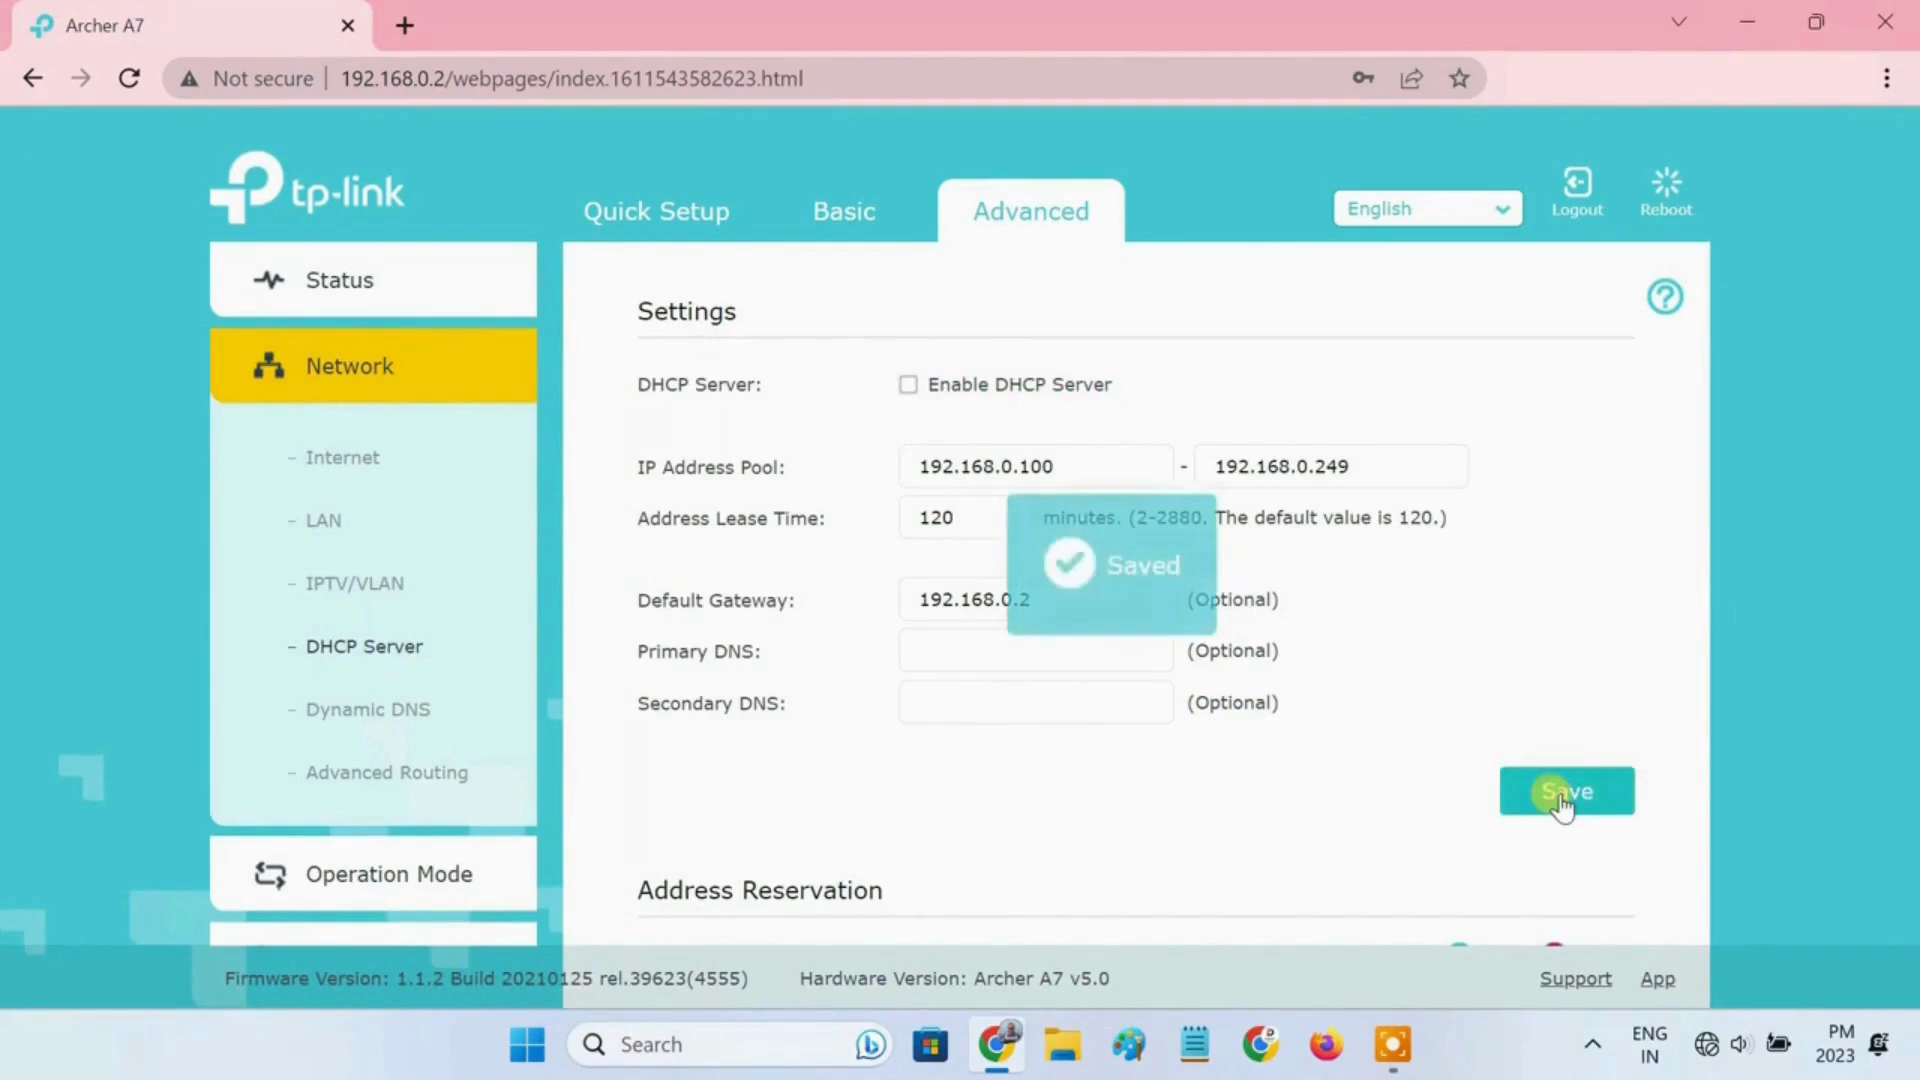 Archer A7
Not secure | 192.168.0.2/webpages/index.1611543582623.html
tp-link
Quick Setup
Basic
Advanced
English
Logout
Reboot
Status
Network
- Internet
- LAN
- IPTV/VLAN
- DHCP Server
- Dynamic DNS
- Advanced Routing
Operation Mode
Settings
?
DHCP Server: Enable DHCP Server
IP Address Pool: 192.168.0.100 - 192.168.0.249
Address Lease Time: 120 minutes. (2-2880. The default value is 120.)
Saved
Default Gateway: 192.168.0.2 (Optional)
Primary DNS: (Optional)
Secondary DNS: (Optional)
Save
Address Reservation
Firmware Version: 1.1.2 Build 20210125 rel.39623(4555) Hardware Version: Archer A7 v5.0 Support App
Search
ENG
IN
PM
2023